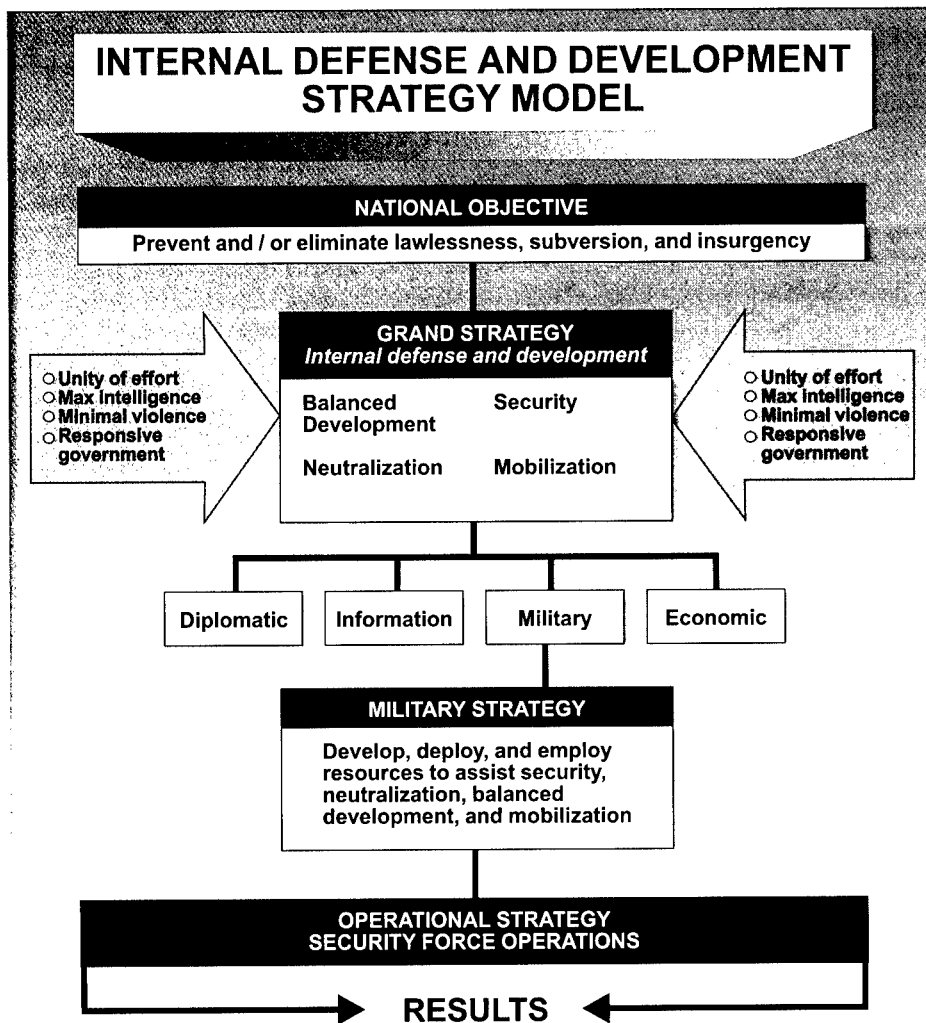 INTERNAL DEFENSE AND DEVELOPMENT
STRATEGY MODEL
NATIONAL OBJECTIVE
Prevent and / or eliminate lawlessness, subversion, and insurgency
GRAND STRATEGY
Internal defense and development
○ Unity of effort
○ Max intelligence
○ Minimal violence
○ Responsive
government
Balanced
Development
Security
Neutralization
Mobilization
○ Unity of effort
○ Max intelligence
○ Minimal violence
○ Responsive
government
Diplomatic
Information
Military
Economic
MILITARY STRATEGY
Develop, deploy, and employ
resources to assist security,
neutralization, balanced
development, and mobilization
OPERATIONAL STRATEGY
SECURITY FORCE OPERATIONS
RESULTS